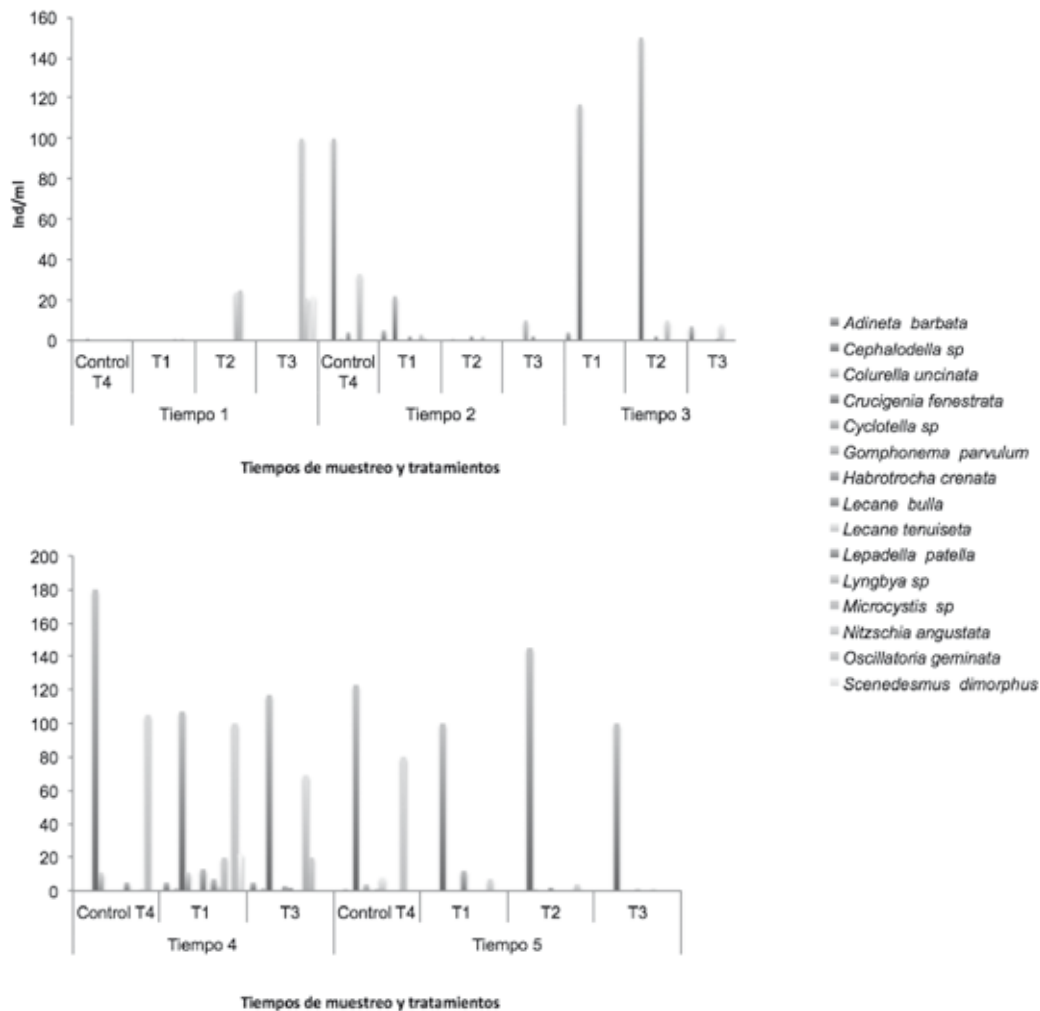 160
140
120
100
80
60
40
20
0
Ind/ml
Control T4
T1
T2
T3
Control T4
T1
T2
T3
T1
T2
T3
Tiempo 1
Tiempo 2
Tiempo 3
Tiempos de muestreo y tratamientos
Adineta barbata
Cephalodella sp
Colurella uncinata
Crucigenia fenestrata
Cyclotella sp
Gomphonema parvulum
Habrotrocha crenata
Lecane bulla
Lecane tenuiseta
Lepadella patella
Lyngbya sp
Microcystis sp
Nitzschia angustata
Oscillatoria geminata
Scenedesmus dimorphus
200
180
160
140
120
100
80
60
40
20
0
Control T4
T1
T3
Control T4
T1
T2
T3
Tiempo 4
Tiempo 5
Tiempos de muestreo y tratamientos